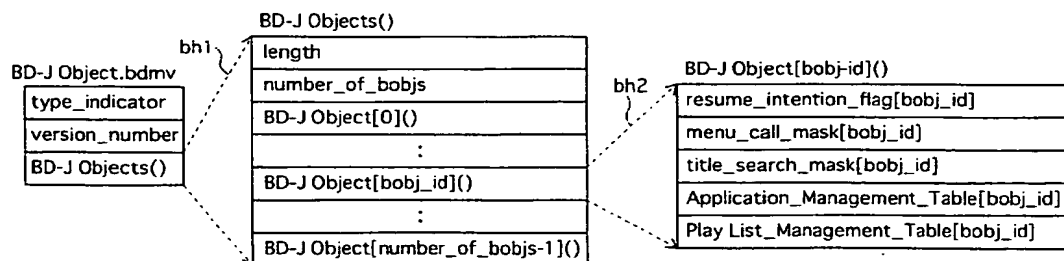 BD-J Object.bdmv
type_indicator
version_number
BD-J Objects()
bh1
BD-J Objects()
length
number_of_bobjs
BD-J Object[0]()
:
BD-J Object[bobj_id]()
:
BD-J Object[number_of_bobjs-1]()
bh2
BD-J Object[bobj-id]()
resume_intention_flag[bobj_id]
menu_call_mask[bobj_id]
title_search_mask[bobj_id]
Application_Management_Table[bobj_id]
Play List_Management_Table[bobj_id]